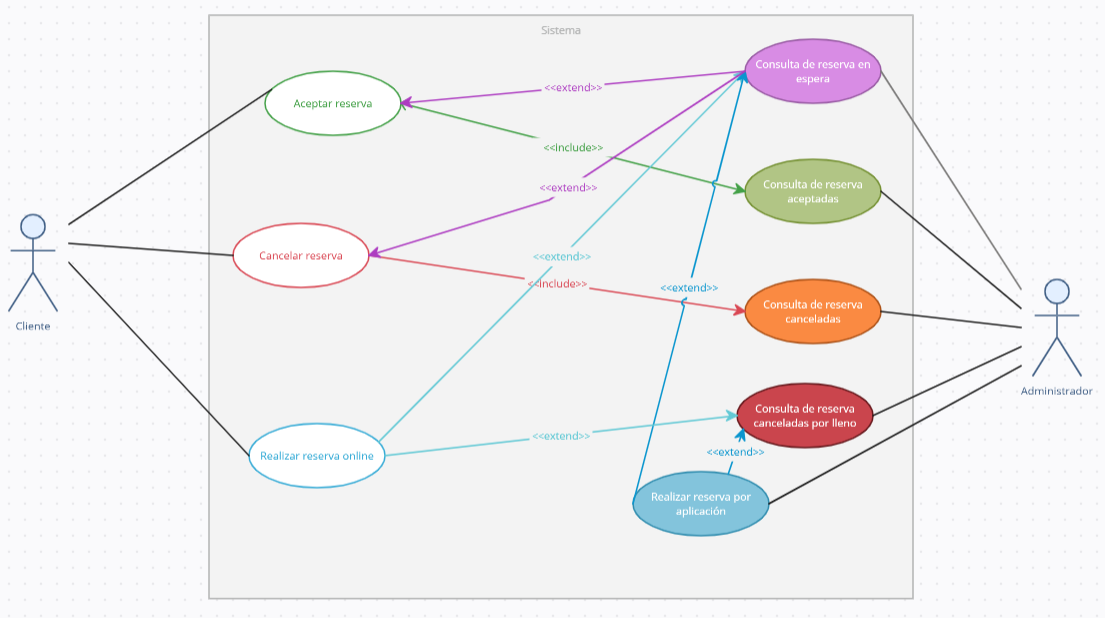 Sistema
Consulta de reserva en
espera
<<extend>>
Aceptar reserva
<<include>>
Consulta de reserva
aceptadas
<<extend>>
Cancelar reserva
<<extend>>
<<include>>
<<extend>>
Consulta de reserva
canceladas
Cliente
Administrador
Consulta de reserva
canceladas por lleno
<<extend>>
Realizar reserva online
<<extend>>
Realizar reserva por
aplicación